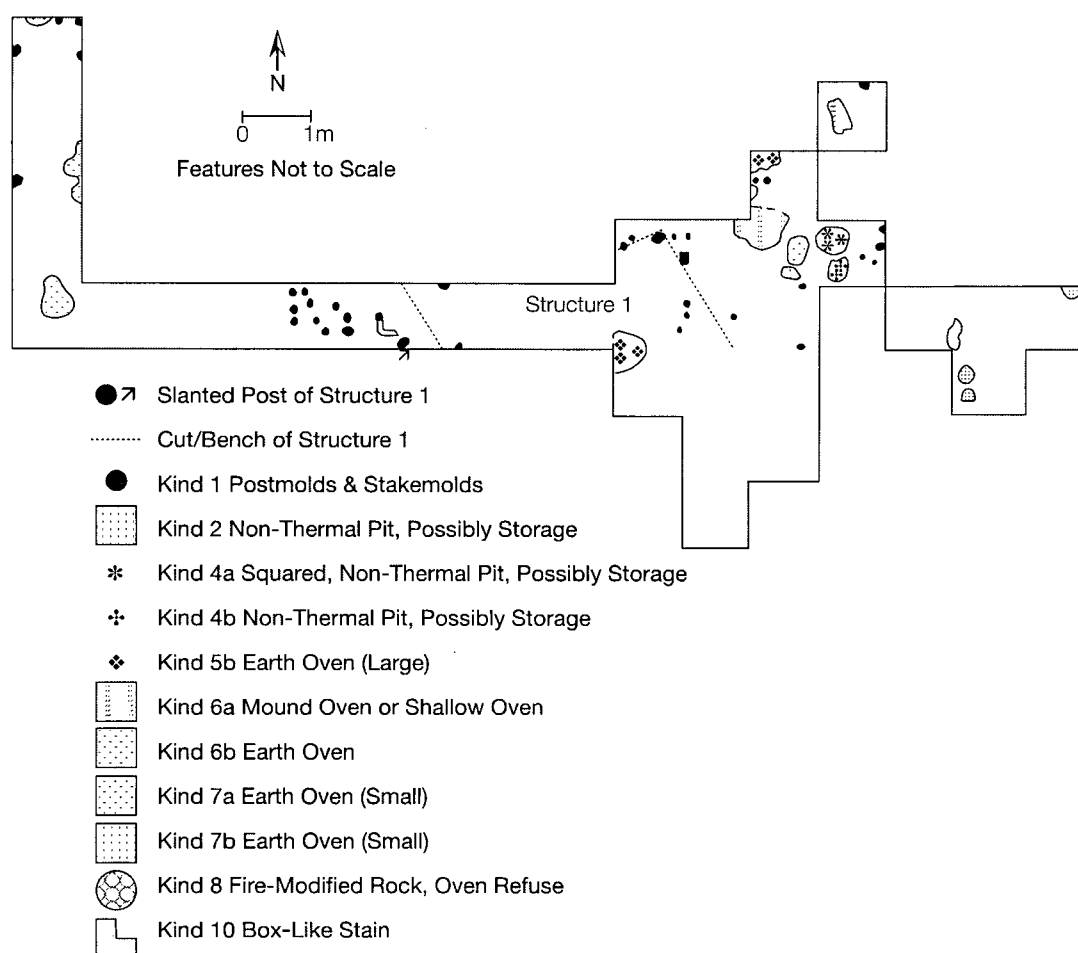 N
0 1m
Features Not to Scale
Structure 1
Slanted Post of Structure 1
Cut/Bench of Structure 1
Kind 1 Postmolds & Stakemolds
Kind 2 Non-Thermal Pit, Possibly Storage
Kind 4a Squared, Non-Thermal Pit, Possibly Storage
Kind 4b Non-Thermal Pit, Possibly Storage
Kind 5b Earth Oven (Large)
Kind 6a Mound Oven or Shallow Oven
Kind 6b Earth Oven
Kind 7a Earth Oven (Small)
Kind 7b Earth Oven (Small)
Kind 8 Fire-Modified Rock, Oven Refuse
Kind 10 Box-Like Stain